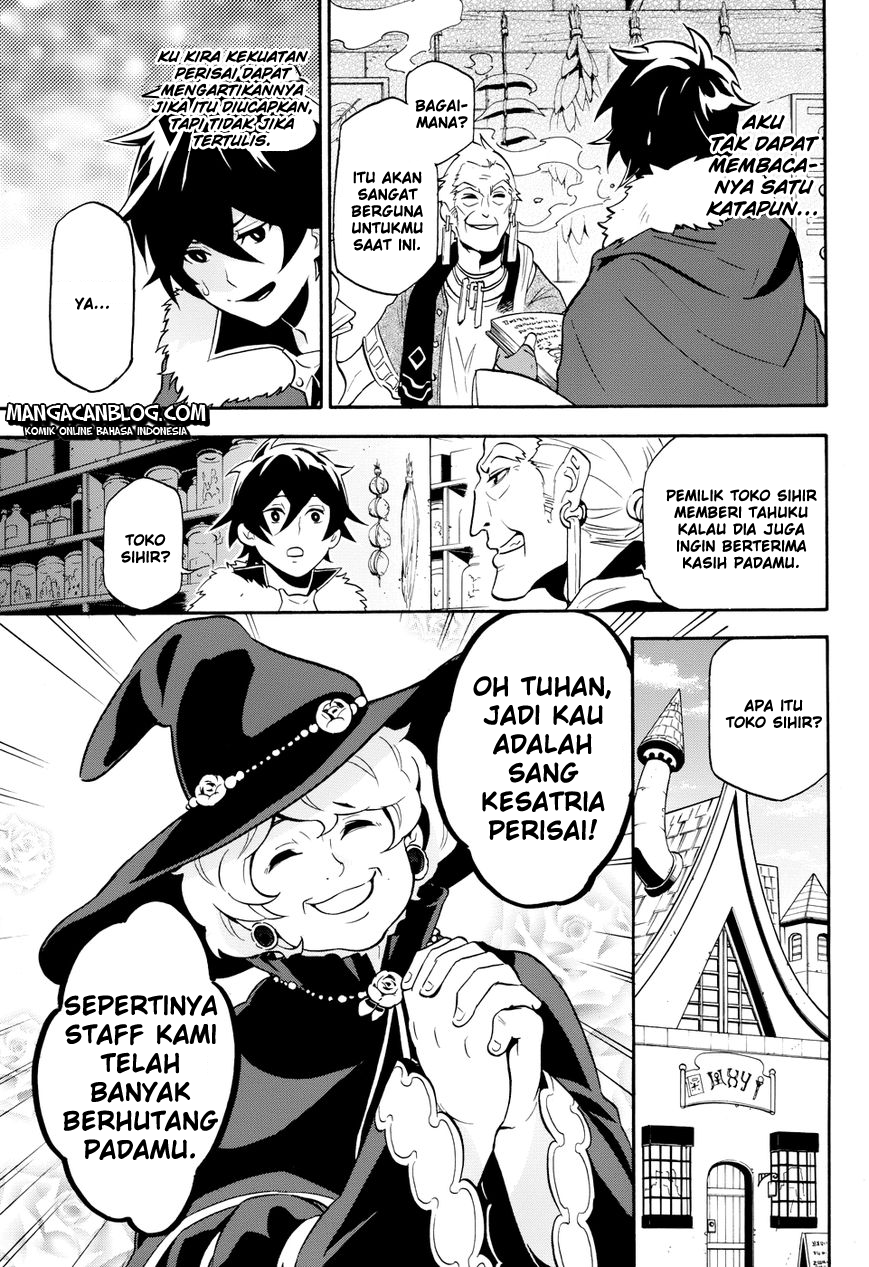 AKU
TAK DAPAT
MEMBACA-
NYA SATU
KATAPUN...
BAGAI-
MANA?
ITU AKAN
SANGAT
BERGUNA
UNTUKMU
SAAT INI.
KU KIRA KEKUATAN
PERISAI DAPAT
MENGARTIKANNYA
JIKA ITU DIUCAPKAN,
TAPI TIDAK JIKA
TERTULIS.
YA...
MANGACANBLOG.COM
KOMIK ONLINE BAHASA INDONESIA
PEMILIK TOKO SIHIR
MEMBERI TAHUKU
KALAU DIA JUGA
INGIN BERTERIMA
KASIH PADAMU.
TOKO
SIHIR?
APA ITU
TOKO SIHIR?
OH TUHAN,
JADI KAU
ADALAH
SANG
KESATRIA
PERISAI!
SEPERTINYA
STAFF KAMI
TELAH
BANYAK
BERHUTANG
PADAMU.